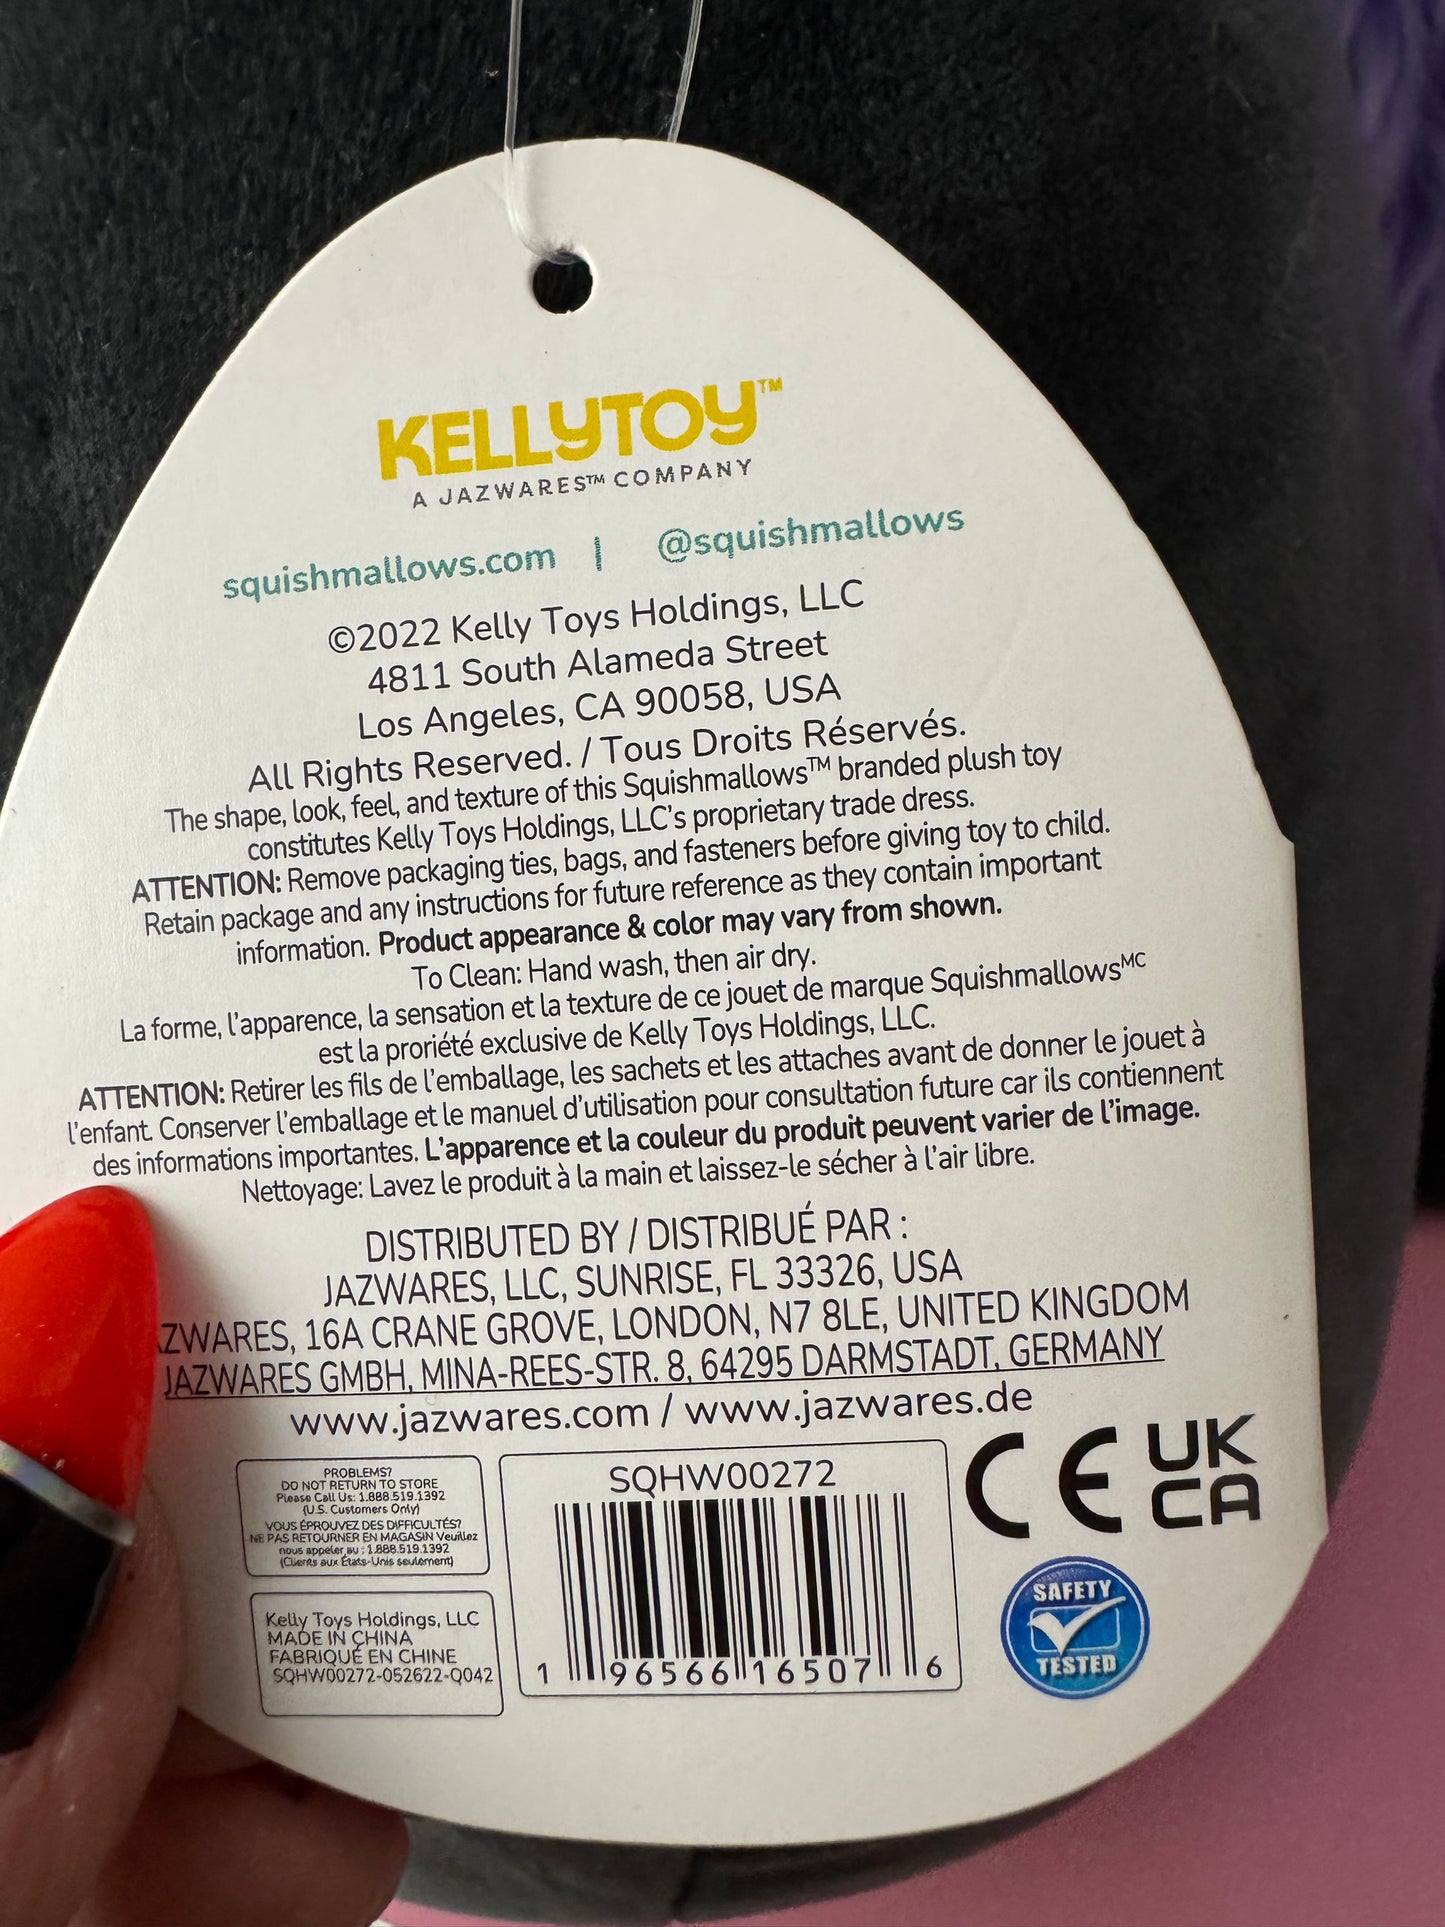 KELLYTOY™
A JAZWARES™ COMPANY
squishmallows.com | @squishmallows
©2022 Kelly Toys Holdings, LLC
4811 South Alameda Street
Los Angeles, CA 90058, USA
All Rights Reserved. / Tous Droits Réservés.
The shape, look, feel, and texture of this Squishmallows™ branded plush toy
constitutes Kelly Toys Holdings, LLC's proprietary trade dress.
ATTENTION: Remove packaging ties, bags, and fasteners before giving toy to child.
Retain package and any instructions for future reference as they contain important
information. Product appearance & color may vary from shown.
To Clean: Hand wash, then air dry.
La forme, l'apparence, la sensation et la texture de ce jouet de marque Squishmallows MC
est la proriété exclusive de Kelly Toys Holdings, LLC.
ATTENTION: Retirer les fils de l'emballage, les sachets et les attaches avant de donner le jouet à
l'enfant. Conserver l'emballage et le manuel d'utilisation pour consultation future car ils contiennent
des informations importantes. L'apparence et la couleur du produit peuvent varier de l'image.
Nettoyage: Lavez le produit à la main et laissez-le sécher à l'air libre.
DISTRIBUTED BY / DISTRIBUÉ PAR :
JAZWARES, LLC, SUNRISE, FL 33326, USA
ZWARES, 16A CRANE GROVE, LONDON, N7 8LE, UNITED KINGDOM
JAZWARES GMBH, MINA-REES-STR. 8, 64295 DARMSTADT, GERMANY
www.jazwares.com / www.jazwares.de
PROBLEMS?
DO NOT RETURN TO STORE
Please Call Us: 1.888.519.1392
(U.S. Customers Only)
VOUS ÉPROUVEZ DES DIFFICULTÉS?
NE PAS RETOURNER EN MAGASIN Veuillez
nous appeler au : 1.888.519.1392
(Clients aux États-Unis seulement)
Kelly Toys Holdings, LLC
MADE IN CHINA
FABRIQUÉ EN CHINE
SQHW00272-052622-Q042
SQHW00272
1 96566 16507 6
CE
UK
CA
SAFETY
TESTED